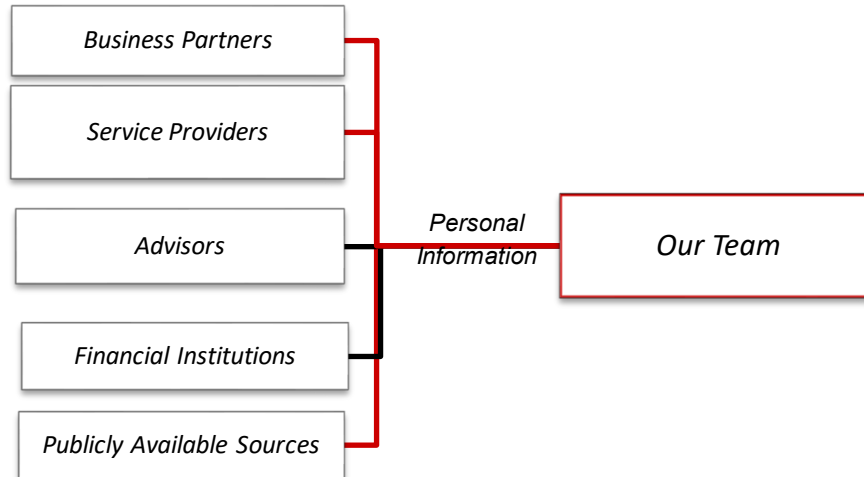 Business Partners
Service Providers
Advisors
Financial Institutions
Publicly Available Sources
Personal
Information
Our Team